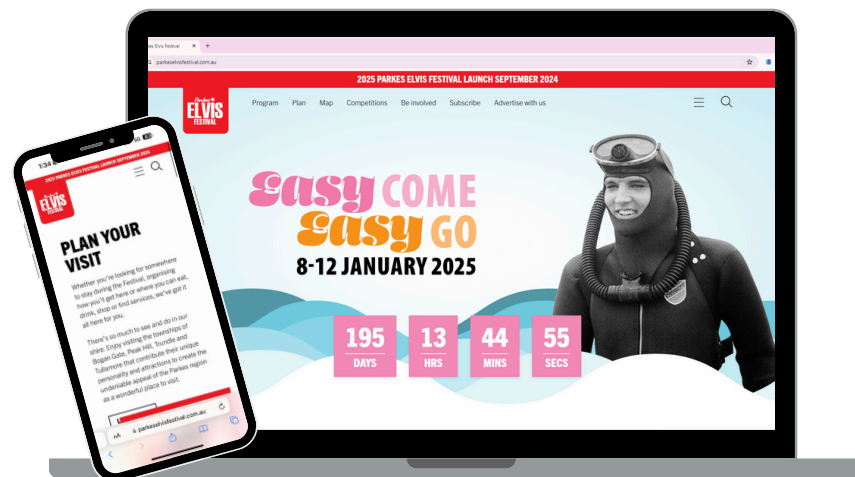 kes Elvis Festival
parkeselvisfestival.com.au
2025 PARKES ELVIS FESTIVAL LAUNCH SEPTEMBER 2024
Parkes
ELVIS
FESTIVAL
Program Plan Map Competitions Be involved Subscribe Advertise with us
Easy COME
Easy GO
8-12 JANUARY 2025
195 13 44 55
DAYS HRS MINS SECS
1:34
2025 PARKES ELVIS FESTIVAL LAUNCH SEPTEMBER 2024
Parkes
ELVIS
FESTIVAL
PLAN YOUR
VISIT
Whether you're looking for somewhere
to stay during the Festival, organising
how you'll get here or where you can eat,
drink, shop or find services, we've got it
all here for you.
There's so much to see and do in our
shire. Enjoy visiting the townships of
Bogan Gate, Peak Hill, Trundle and
Tullamore that contribute their unique
personality and attractions to create the
undeniable appeal of the Parkes region
as a wonderful place to visit.
AA parkeselvisfestival.com.au